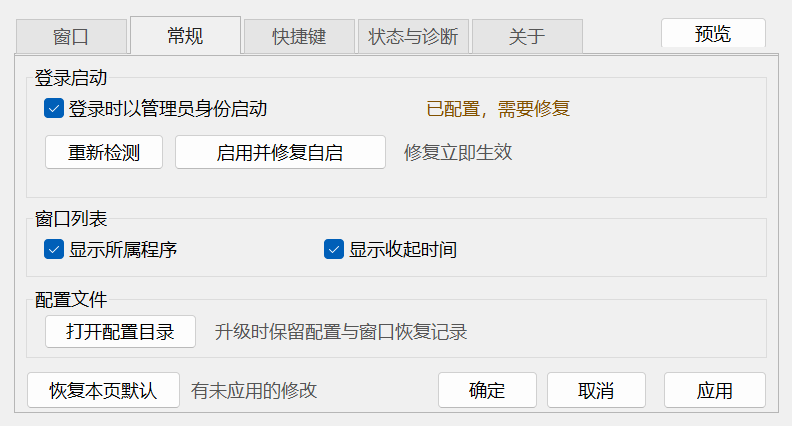 窗口 常规 快捷键 状态与诊断 关于 预览
登录启动
登录时以管理员身份启动 已配置，需要修复
重新检测 启用并修复自启 修复立即生效
窗口列表
显示所属程序 显示收起时间
配置文件
打开配置目录 升级时保留配置与窗口恢复记录
恢复本页默认 有未应用的修改 确定 取消 应用